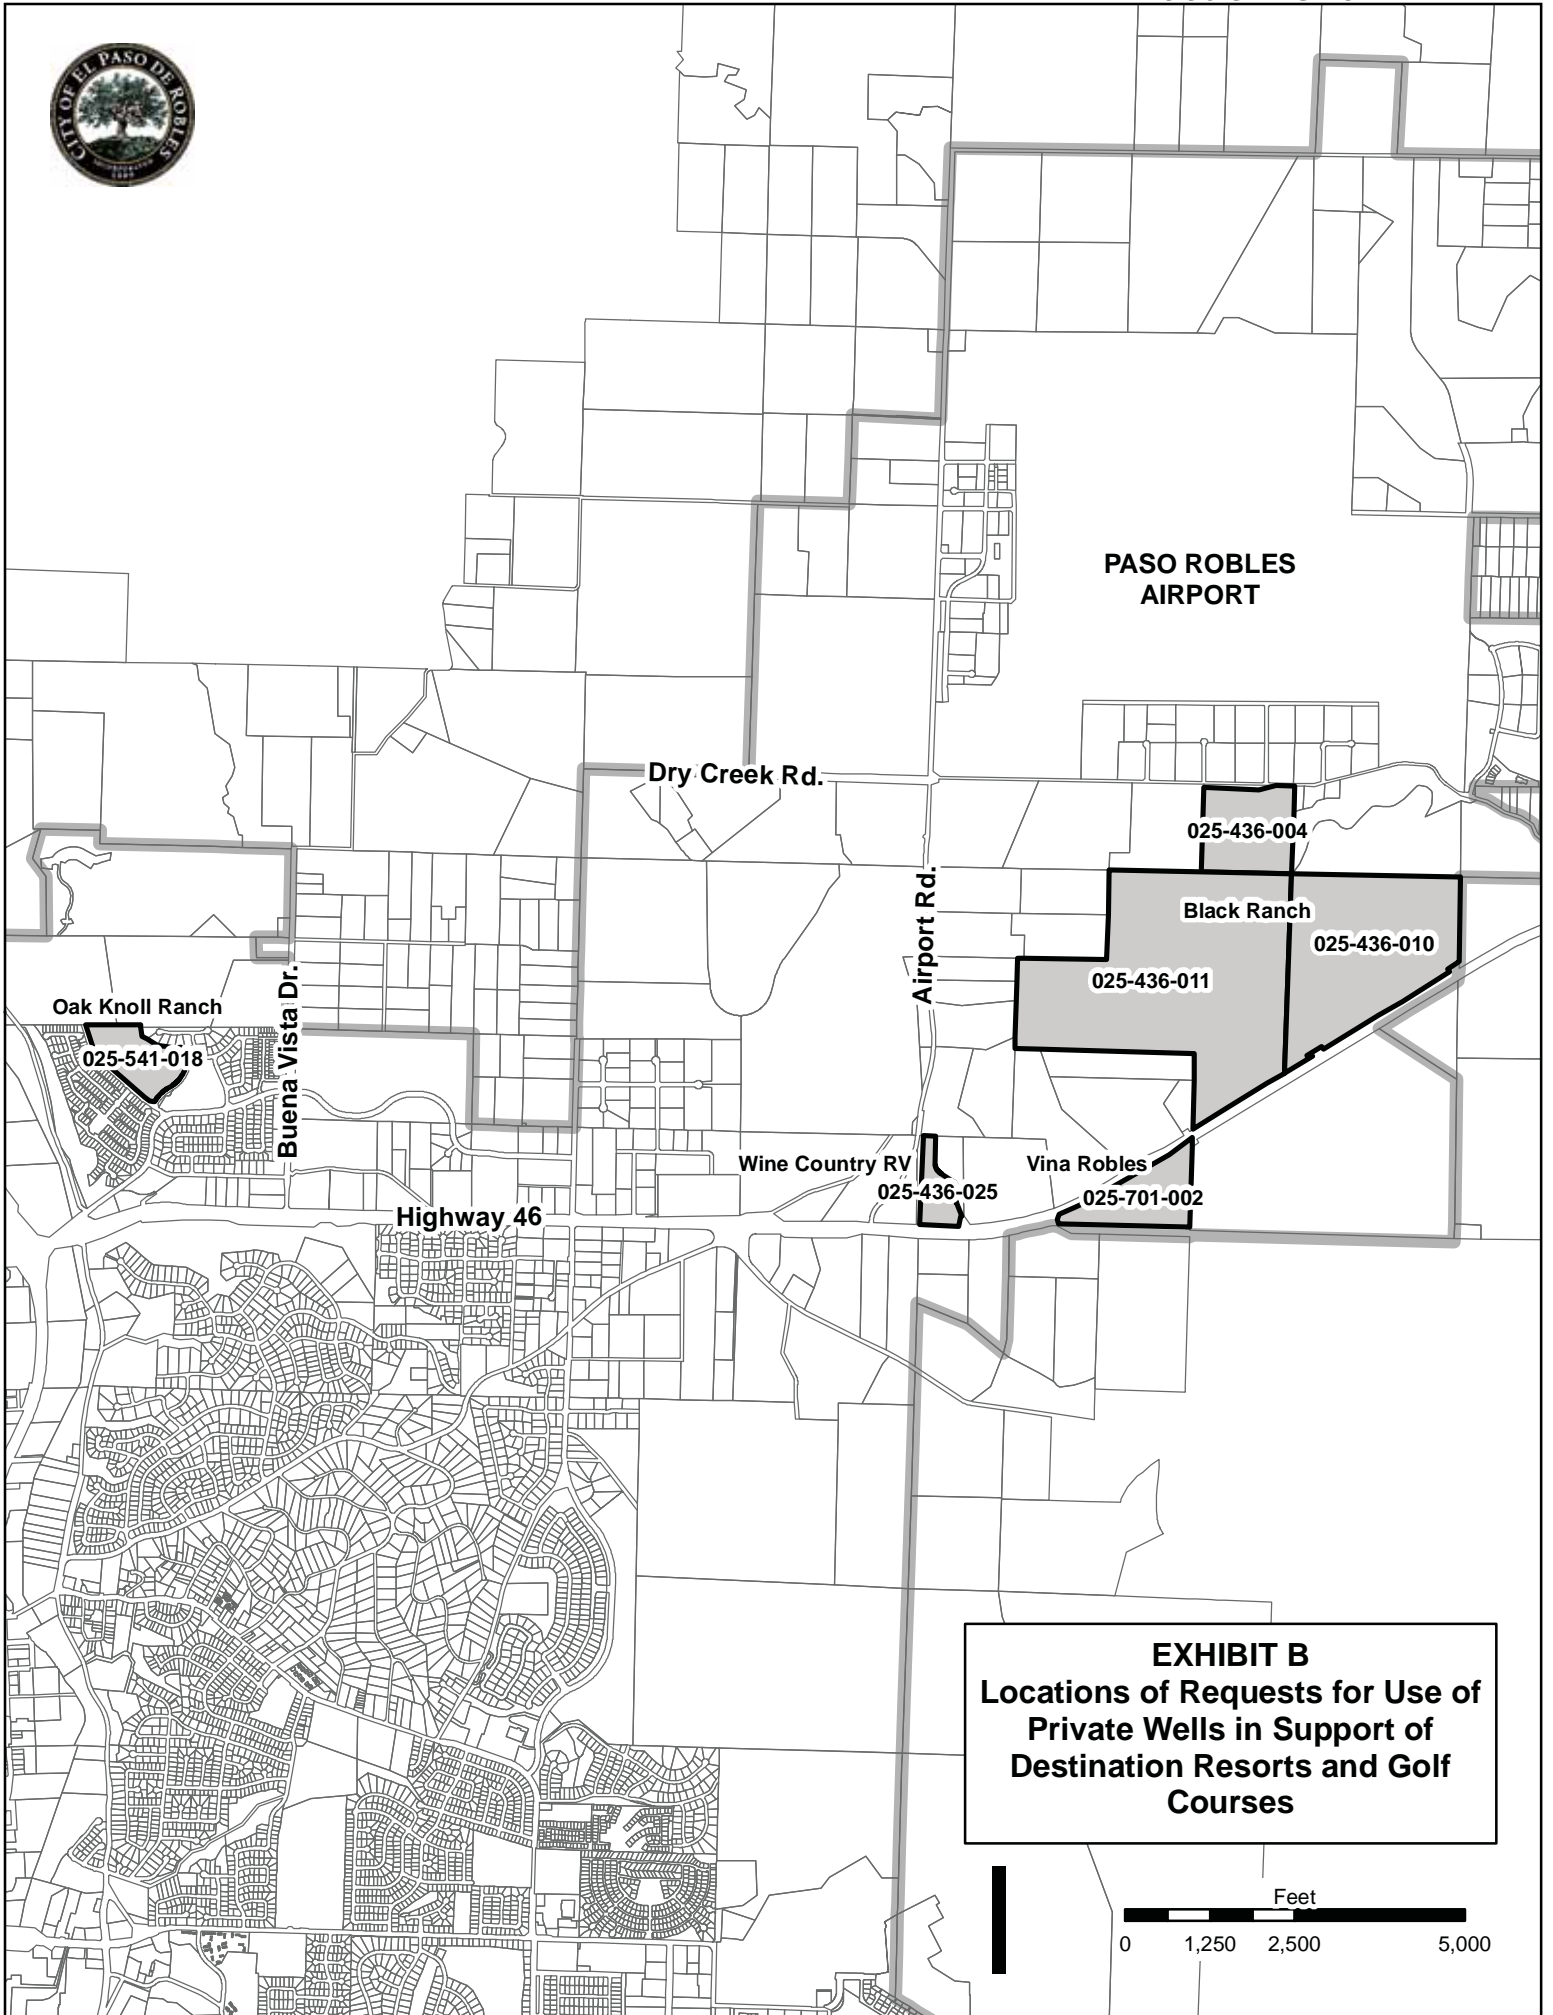 CITY OF EL PASO DE ROBLES
INCORPORATED
1889
PASO ROBLES
AIRPORT
Dry Creek Rd.
025-436-004
Airport Rd.
Black Ranch
025-436-010
025-436-011
Buena Vista Dr.
Oak Knoll Ranch
025-541-018
Wine Country RV
Vina Robles
025-436-025
025-701-002
Highway 46
EXHIBIT B
Locations of Requests for Use of
Private Wells in Support of
Destination Resorts and Golf
Courses
Feet
0 1,250 2,500 5,000